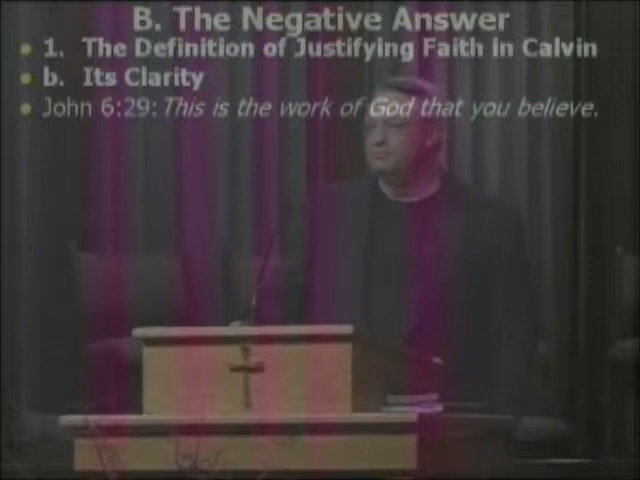 B. The Negative Answer
1. The Definition of Justifying Faith in Calvin
b. Its Clarity
John 6:29: This is the work of God that you believe.